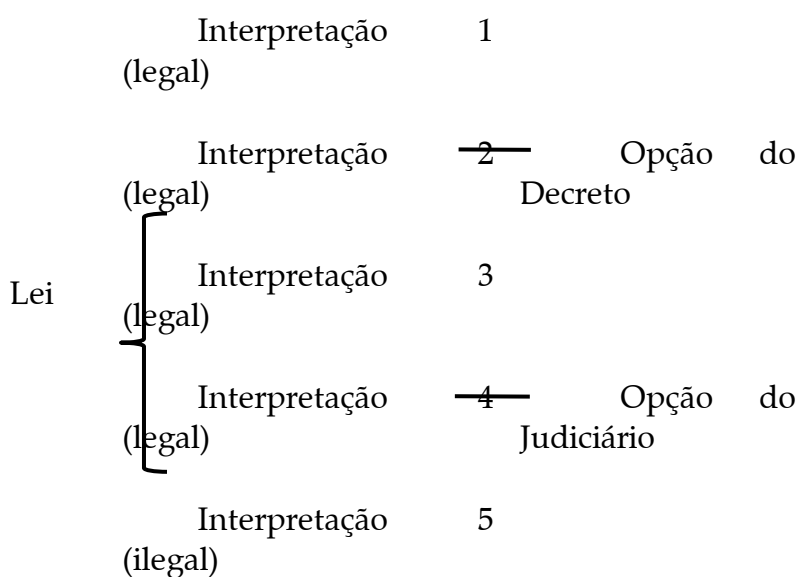 Interpretação 1
(legal)
Interpretação 2 Opção do
(legal) Decreto
Interpretação 3
Lei
(legal)
Interpretação 4 Opção do
(legal) Judiciário
Interpretação 5
(ilegal)